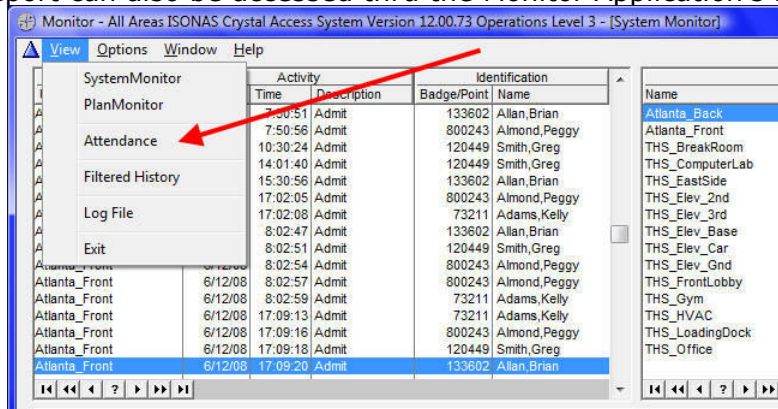 port can also be accessed thru the Monitor Application's
Monitor - All Areas ISONAS Crystal Access System Version 12.00.73 Operations Level 3 - [System Monitor]
View Options Window Help
SystemMonitor
PlanMonitor
Attendance
Filtered History
Log File
Exit
Activity Identification
Time Description Badge/Point Name Name
7:50:51 Admit 133602 Allan,Brian Atlanta_Back
7:50:56 Admit 800243 Almond,Peggy Atlanta_Front
10:30:24 Admit 120449 Smith,Greg THS_BreakRoom
14:01:40 Admit 120449 Smith,Greg THS_ComputerLab
15:30:56 Admit 133602 Allan,Brian THS_EastSide
17:02:05 Admit 800243 Almond,Peggy THS_Elev_2nd
17:02:08 Admit 73211 Adams,Kelly THS_Elev_3rd
8:02:47 Admit 133602 Allan,Brian THS_Elev_Base
8:02:51 Admit 120449 Smith,Greg THS_Elev_Car
Atlanta_Front 6/12/08 8:02:54 Admit 800243 Almond,Peggy THS_Elev_Gnd
Atlanta_Front 6/12/08 8:02:57 Admit 800243 Almond,Peggy THS_FrontLobby
Atlanta_Front 6/12/08 8:02:59 Admit 73211 Adams,Kelly THS_Gym
Atlanta_Front 6/12/08 17:09:13 Admit 73211 Adams,Kelly THS_HVAC
Atlanta_Front 6/12/08 17:09:16 Admit 800243 Almond,Peggy THS_LoadingDock
Atlanta_Front 6/12/08 17:09:18 Admit 120449 Smith,Greg THS_Office
Atlanta_Front 6/12/08 17:09:20 Admit 133602 Allan,Brian